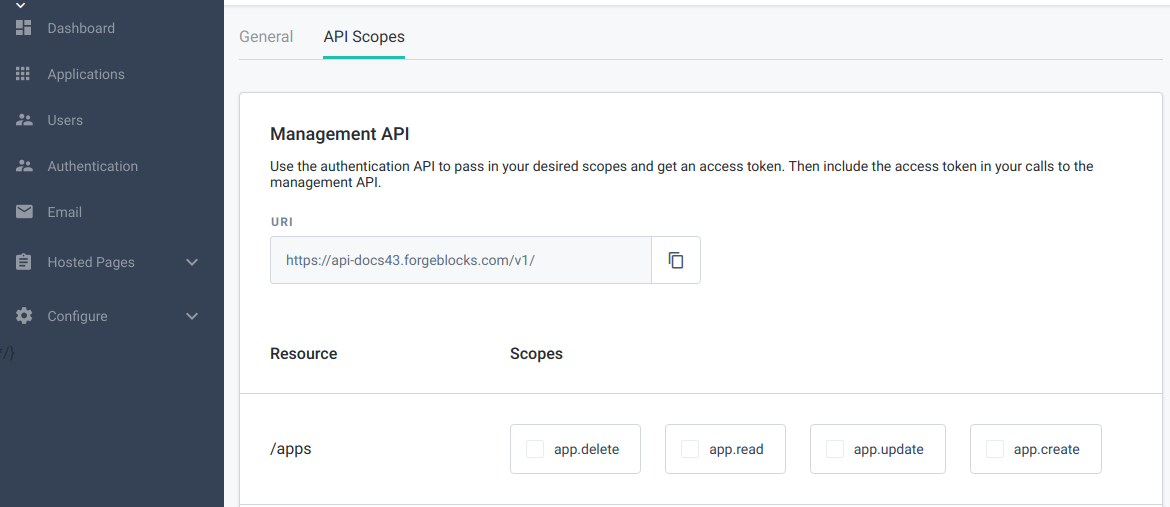 Dashboard
Applications
Users
Authentication
Email
Hosted Pages
Configure
/}
General
API Scopes
Management API
Use the authentication API to pass in your desired scopes and get an access token. Then include the access token in your calls to the
management API.
URI
https://api-docs43.forgeblocks.com/v1/
Resource
Scopes
/apps
app.delete
app.read
app.update
app.create